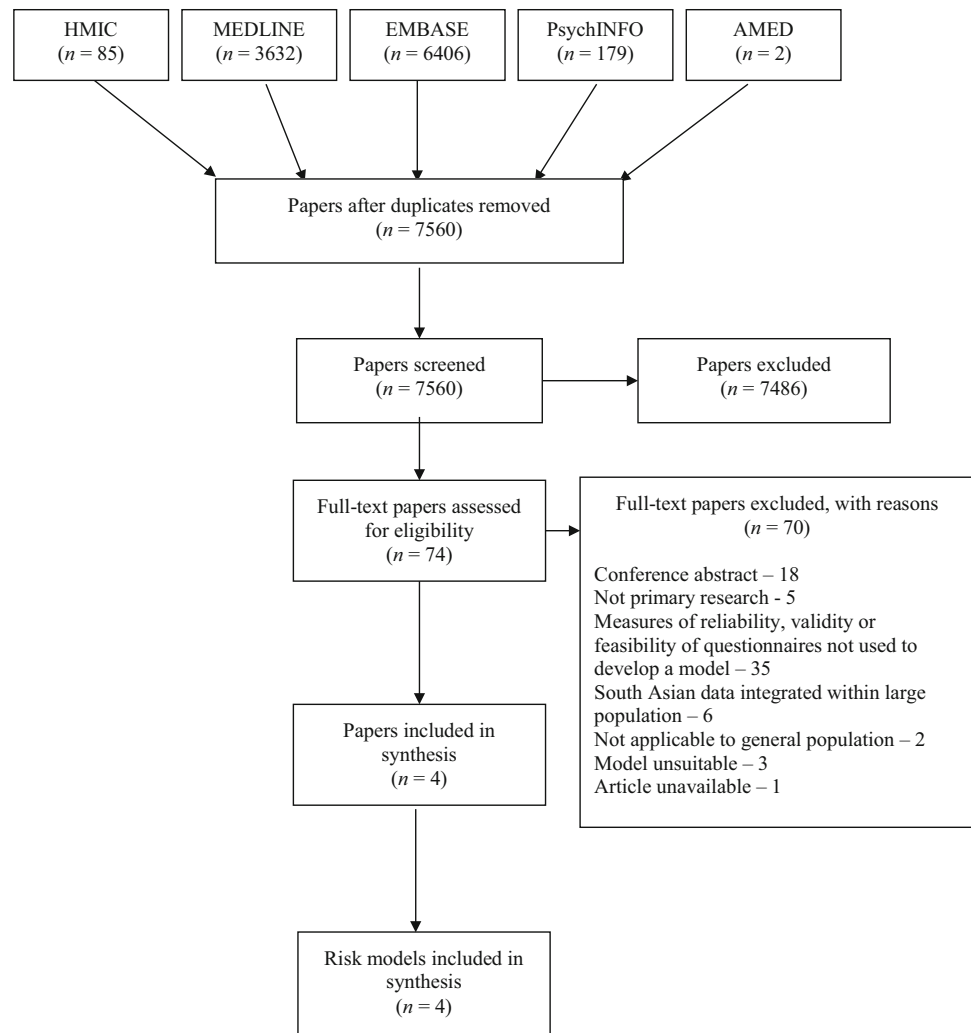 HMIC
(n = 85)
MEDLINE
(n = 3632)
EMBASE
(n = 6406)
PsychINFO
(n = 179)
AMED
(n = 2)
Papers after duplicates removed
(n = 7560)
Papers screened
(n = 7560)
Papers excluded
(n = 7486)
Full-text papers assessed
for eligibility
(n = 74)
Full-text papers excluded, with reasons
(n = 70)
Conference abstract – 18
Not primary research - 5
Measures of reliability, validity or
feasibility of questionnaires not used to
develop a model – 35
South Asian data integrated within large
population – 6
Not applicable to general population – 2
Model unsuitable – 3
Article unavailable – 1
Papers included in
synthesis
(n = 4)
Risk models included in
synthesis
(n = 4)